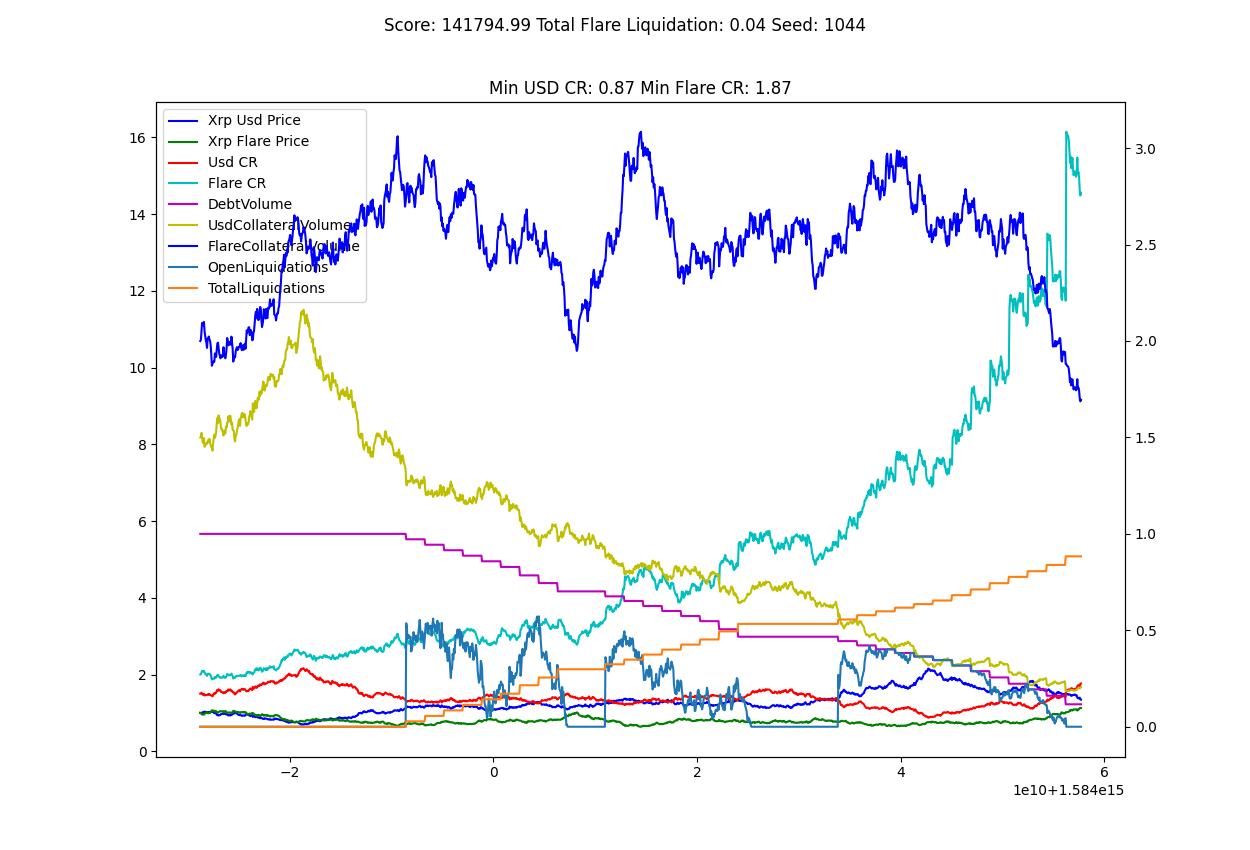 Score: 141794.99 Total Flare Liquidation: 0.04 Seed: 1044
Min USD CR: 0.87 Min Flare CR: 1.87
Xrp Usd Price
Xrp Flare Price
Usd CR
Flare CR
DebtVolume
UsdCollateralVolume
FlareCollateralVolume
OpenLiquidations
TotalLiquidations
16
14
12
10
8
6
4
2
0
3.0
2.5
2.0
1.5
1.0
0.5
0.0
−2
0
2
4
6
1e10+1.584e15